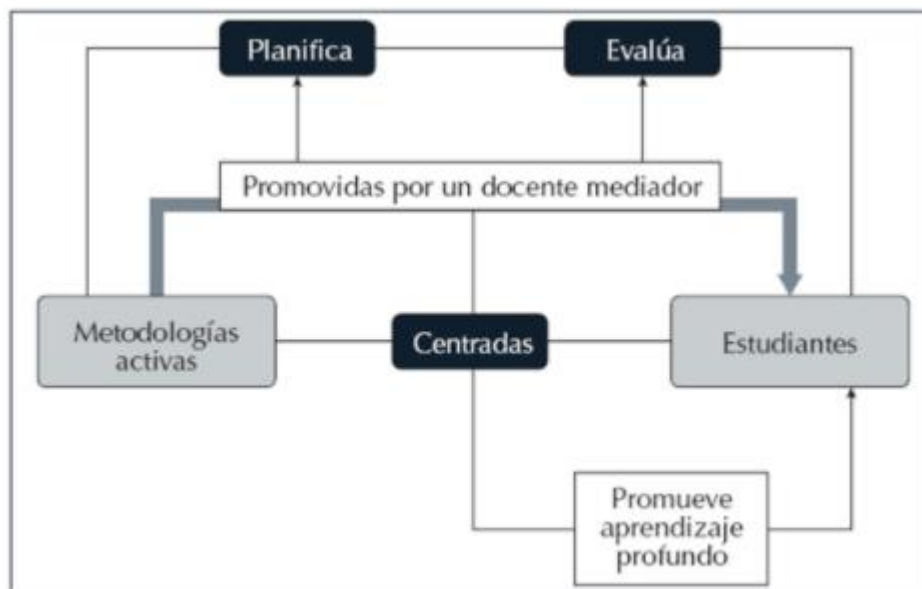 Planifica
Evalúa
Promovidas por un docente mediador
Metodologías
activas
Centradas
Estudiantes
Promueve
aprendizaje
profundo